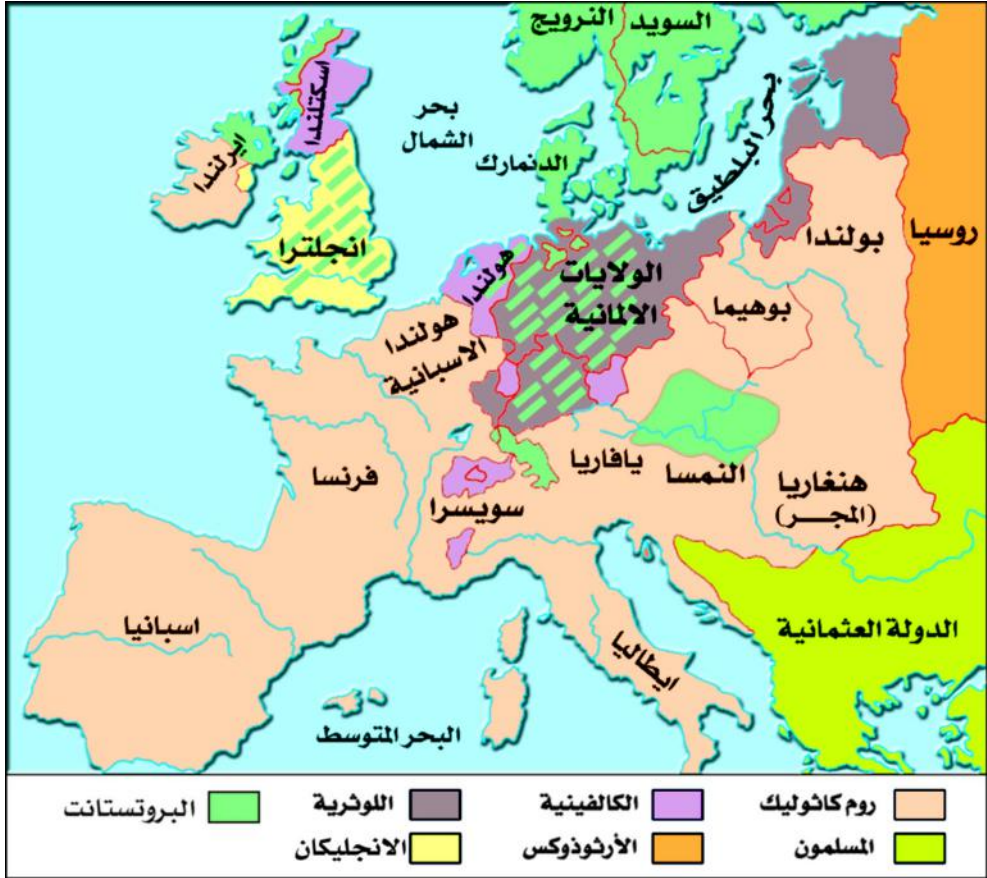 السويد
النرويج
اسكتلندا
بحر
الشمال
بحر البلطيق
ايرلندا
الدنمارك
انجلترا
روسيا
بولندا
هولندا
الولايات
الالمانية
بوهيما
هولندا
الاسبانية
يافاريا
النمسا
هنغاريا
(المجـــر)
فرنسا
سويسرا
اسبانيا
ايطاليا
الدولة العثمانية
البحر المتوسط
روم كاثوليك
الكالفينية
اللوثرية
البروتستانت
المسلمون
الأرثوذوكس
الانجليكان